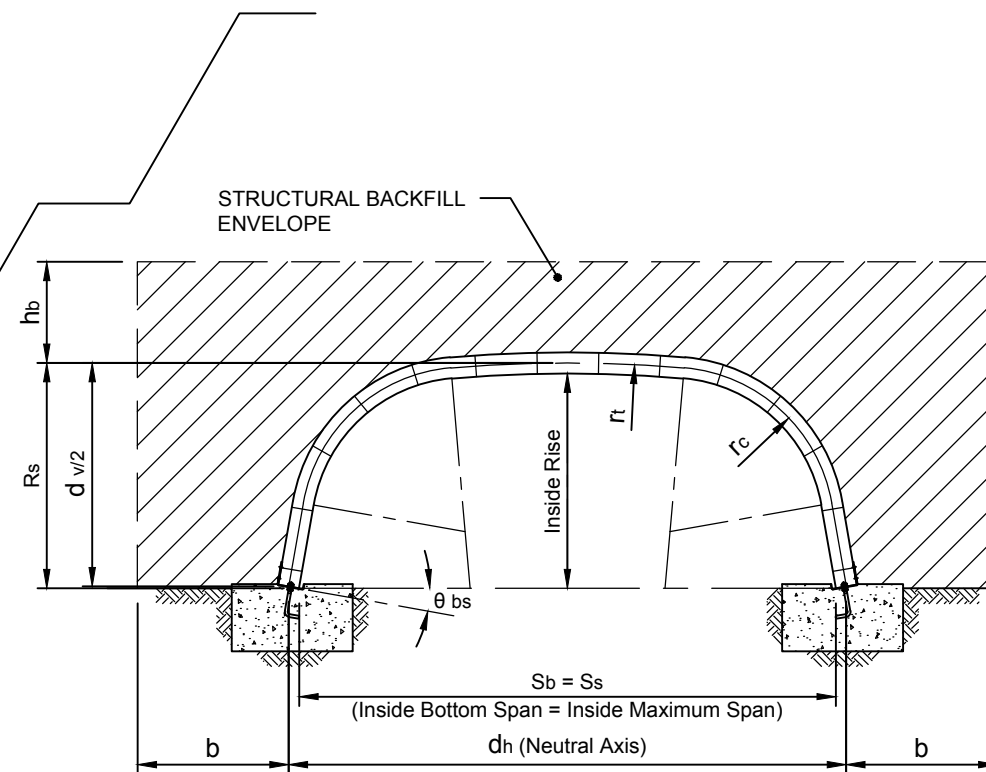 STRUCTURAL BACKFILL
ENVELOPE
hb
Rs
d v/2
Inside Rise
rt
rc
θ bs
Sb = Ss
(Inside Bottom Span = Inside Maximum Span)
b
dh (Neutral Axis)
b